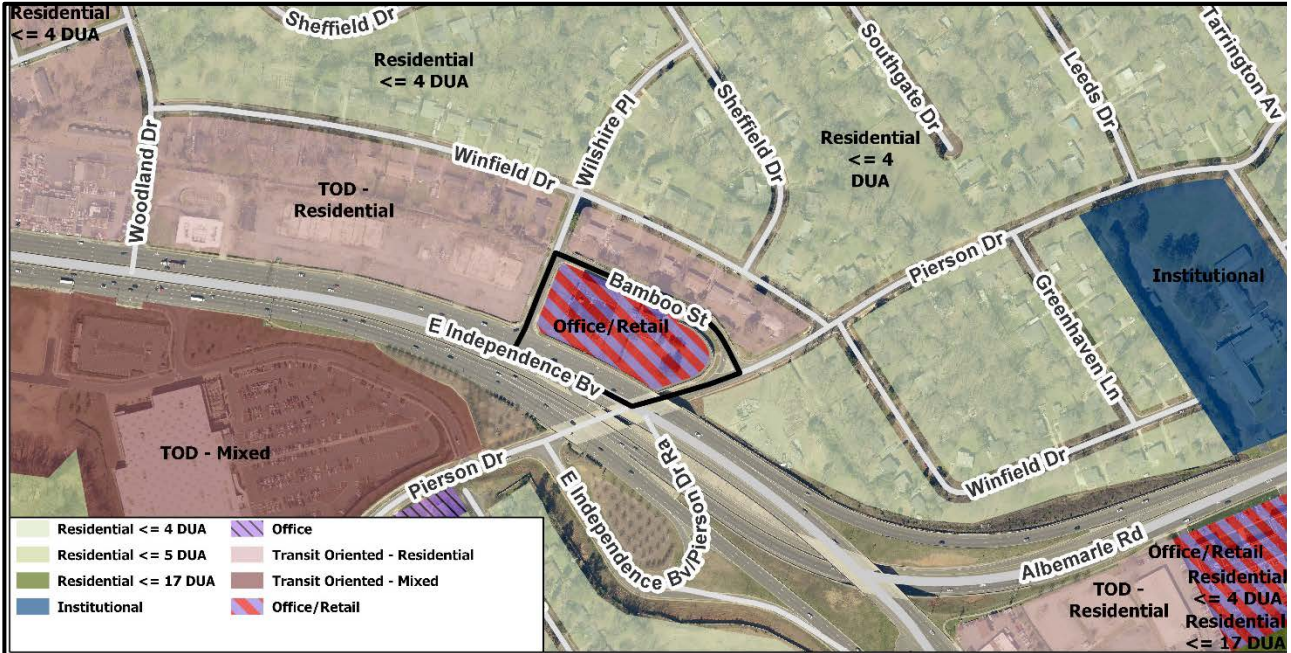 Residential
<= 4 DUA
Sheffield Dr
Residential
<= 4 DUA
Southgate Dr
Leeds Dr
Tarrington Av
Woodland Dr
Wilshire Pl
Sheffield Dr
Residential
<= 4
DUA
Winfield Dr
TOD -
Residential
Pierson Dr
Institutional
Bamboo St
Greenhaven Ln
Office/Retail
E Independence Bv
TOD - Mixed
Pierson Dr
E Independence Bv/Pierson Dr Ra
Winfield Dr
Albemarle Rd
Office/Retail
Residential
<= 4 DUA
TOD -
Residential
Residential
<= 17 DUA
Residential <= 4 DUA
Office
Residential <= 5 DUA
Transit Oriented - Residential
Residential <= 17 DUA
Transit Oriented - Mixed
Institutional
Office/Retail